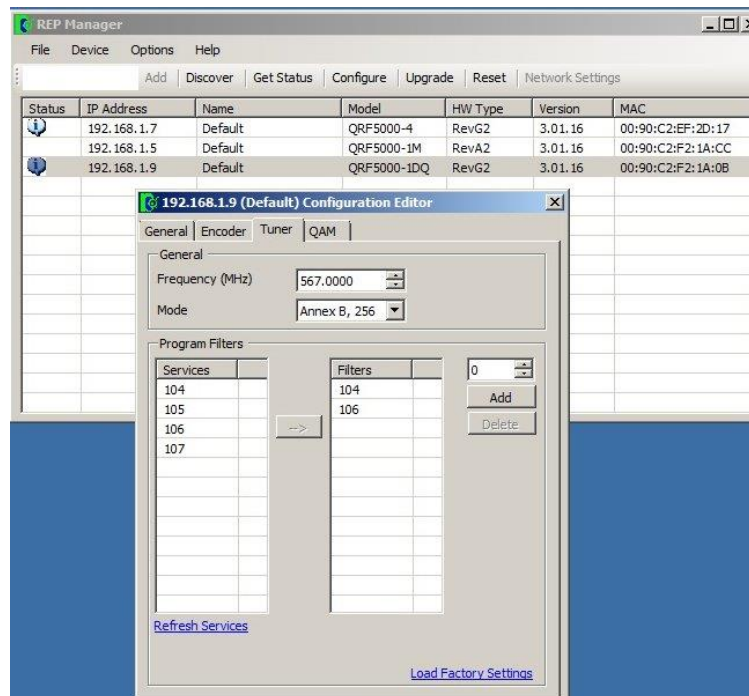 REP Manager
File Device Options Help
Add Discover Get Status Configure Upgrade Reset Network Settings
Status IP Address Name Model HW Type Version MAC
192.168.1.7 Default QRF5000-4 RevG2 3.01.16 00:90:C2:EF:2D:17
192.168.1.5 Default QRF5000-1M RevA2 3.01.16 00:90:C2:F2:1A:CC
192.168.1.9 Default QRF5000-1DQ RevG2 3.01.16 00:90:C2:F2:1A:0B
192.168.1.9 (Default) Configuration Editor
General Encoder Tuner QAM
General
Frequency (MHz) 567.0000
Mode Annex B, 256
Program Filters
Services Filters 0
104 104 Add
105 106
106 --> Delete
107
Refresh Services
Load Factory Settings